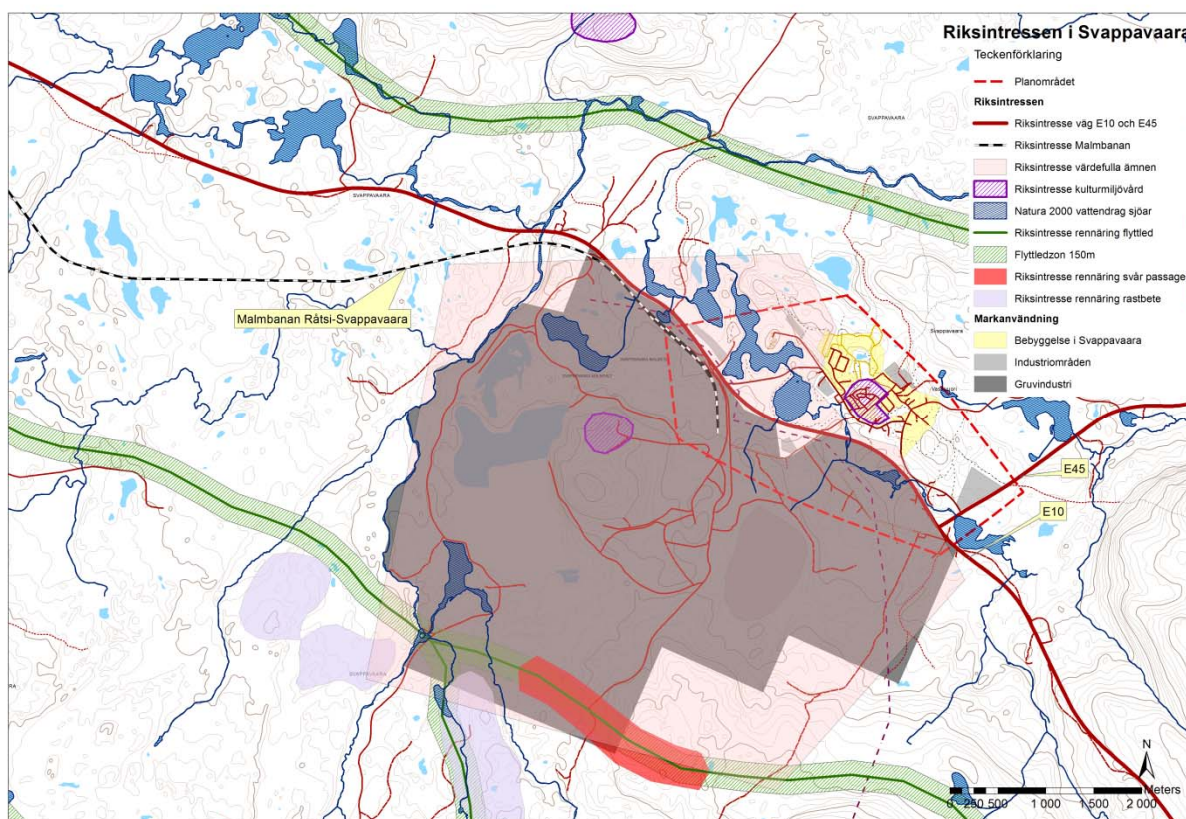 Riksintressen i Svappavaara
Teckenförklaring
Planområdet
Riksintressen
Riksintresse väg E10 och E45
Riksintresse Malmbanan
Riksintresse värdefulla ämnen
Riksintresse kulturmiljövård
Natura 2000 vattendrag sjöar
Riksintresse rennäring flyttled
Flyttledzon 150m
Riksintresse rennäring svår passage
Riksintresse rennäring rastbete
Markanvändning
Bebyggelse i Svappavaara
Industriområden
Gruvindustri
SVAPPAVAARA
SVAPPAVAARA
Malmbanan Råtsi-Svappavaara
Svappavaara
E45
E10
SVAPPAVAARA
N
0 250 500 1 000 1 500 2 000
Meters